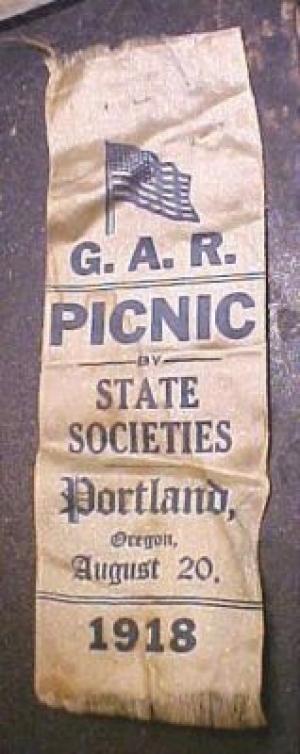 G. A. R.
PICNIC
BY
STATE
SOCIETIES
Portland,
Oregon,
August 20,
1918